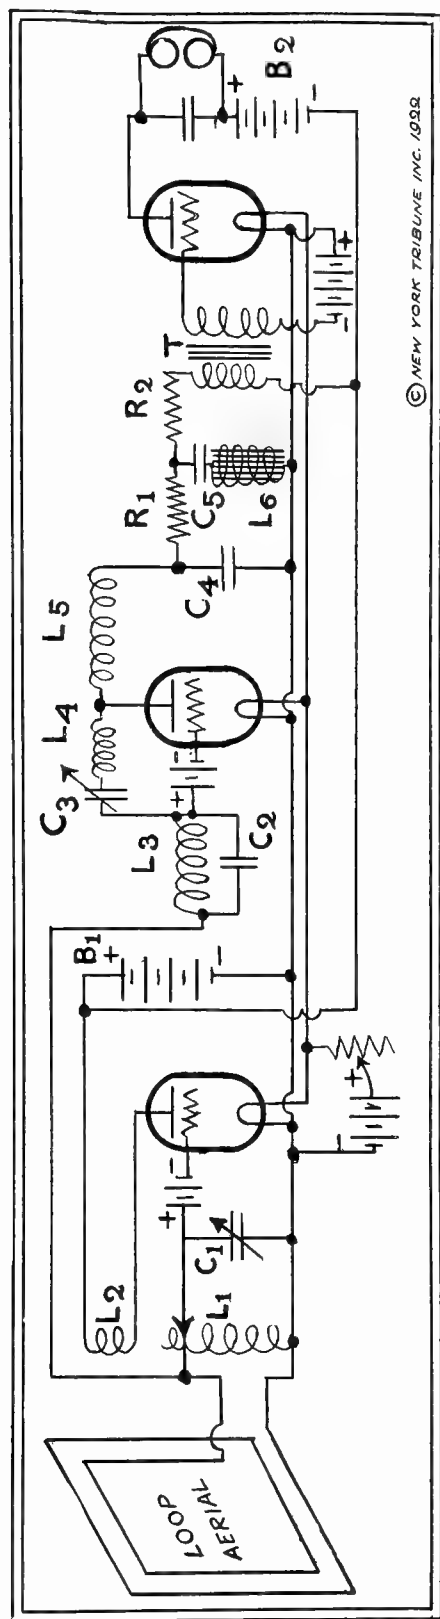 LOOP
AERIAL
L2
L1
C1
+
−
B1
+
−
−
+
L3
C2
C3
L4
L5
+
−
C4
R1
R2
C5
L6
T
−
+
B2
+
−
© NEW YORK TRIBUNE INC. 1922